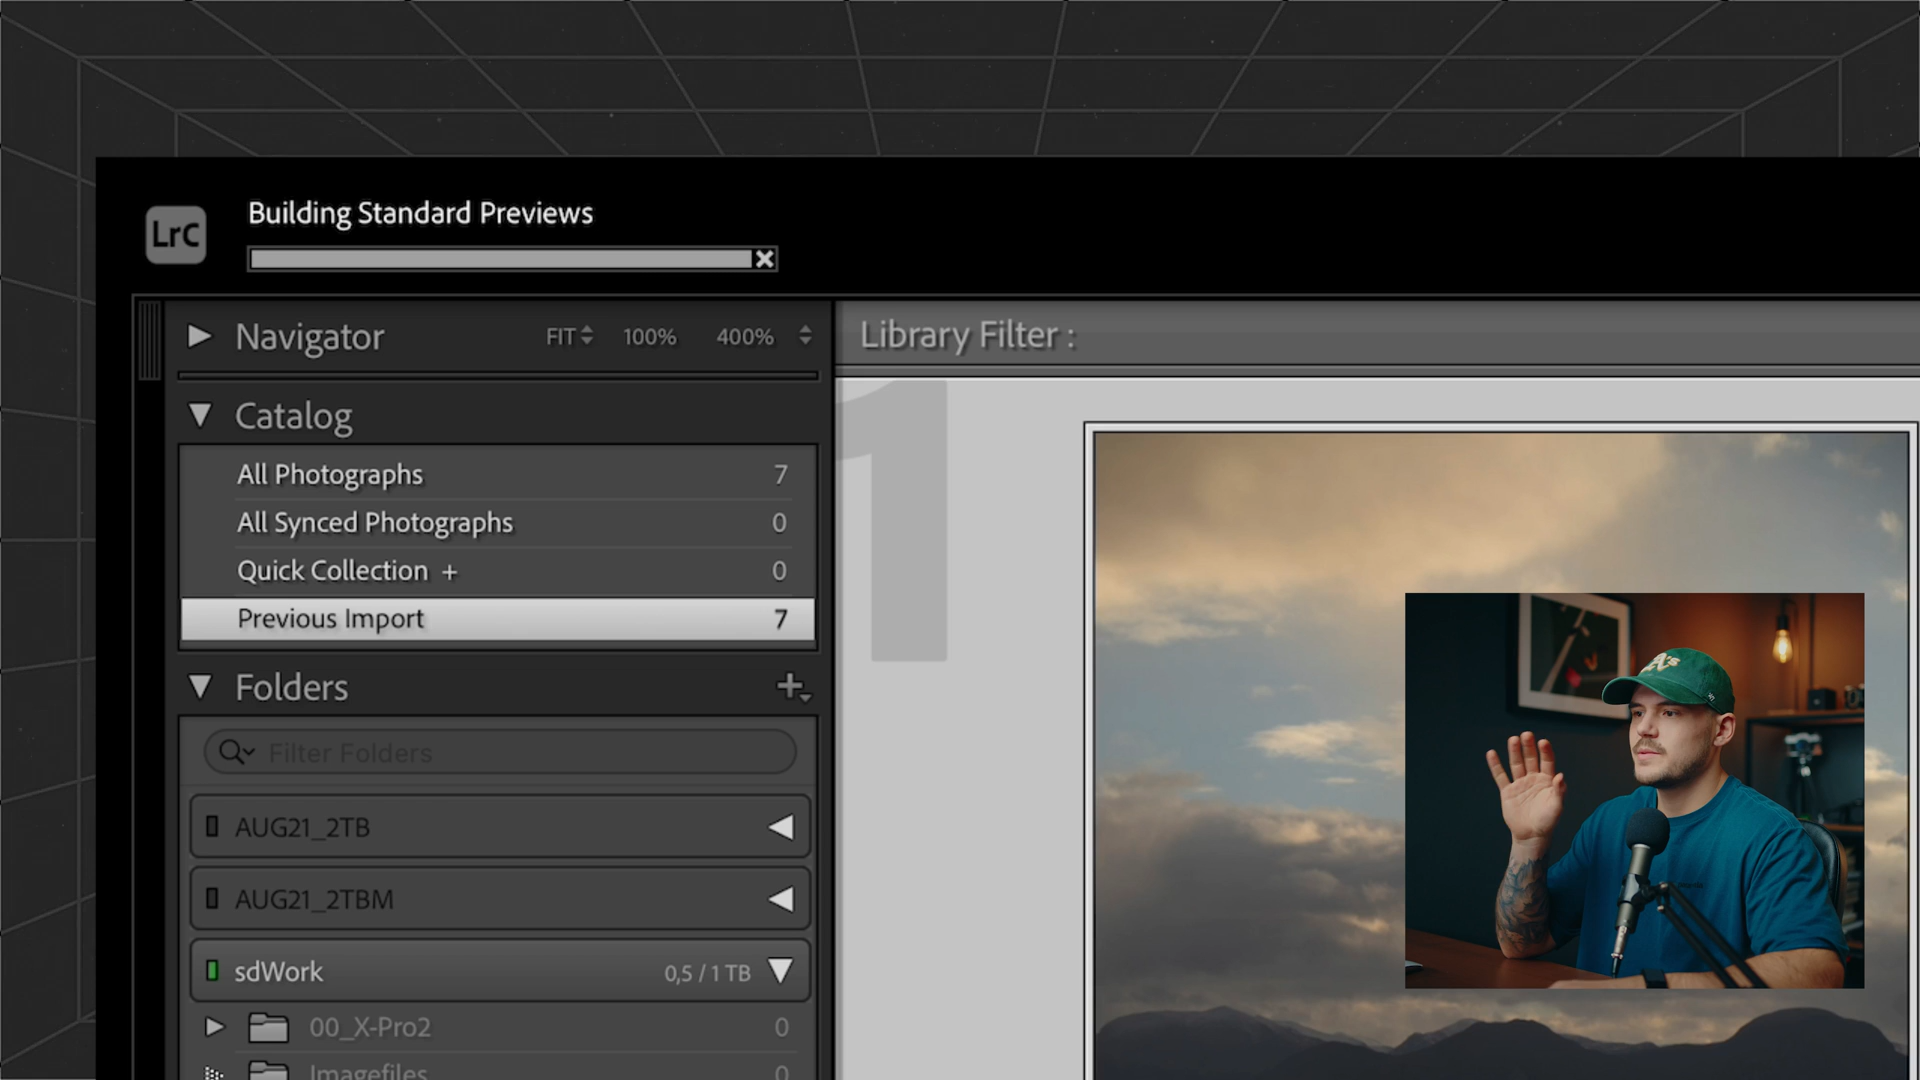 LrC
Building Standard Previews
Navigator FIT 100% 400%
Library Filter :
Catalog
1
All Photographs 7
All Synced Photographs 0
Quick Collection + 0
Previous Import 7
Folders
Filter Folders
AUG21_2TB
AUG21_2TBM
sdWork 0,5 / 1 TB
00_X-Pro2 0
Imagefiles 0
A's